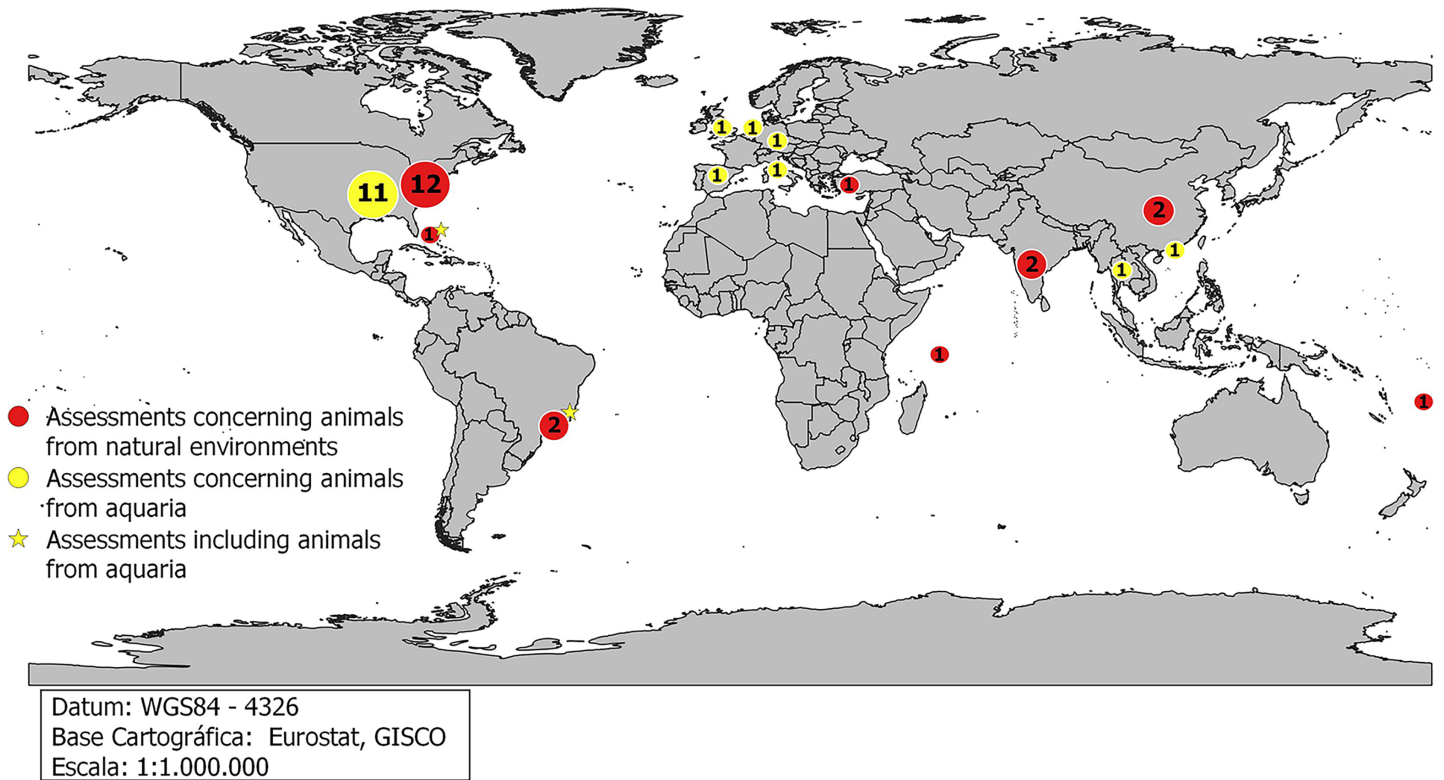 1
1
1
1
1
11
12
1
1
2
1
2
1
1
2
1
1
Assessments concerning animals
from natural environments
Assessments concerning animals
from aquaria
Assessments including animals
from aquaria
Datum: WGS84 - 4326
Base Cartográfica: Eurostat, GISCO
Escala: 1:1.000.000